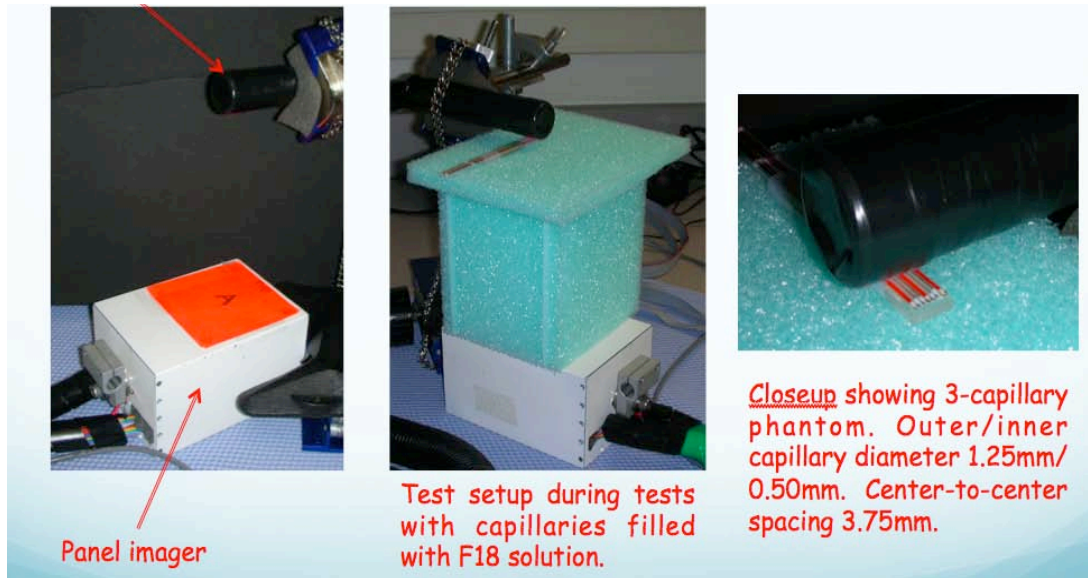 A
Panel imager
Test setup during tests
with capillaries filled
with F18 solution.
Closeup showing 3-capillary
phantom. Outer/inner
capillary diameter 1.25mm/
0.50mm. Center-to-center
spacing 3.75mm.